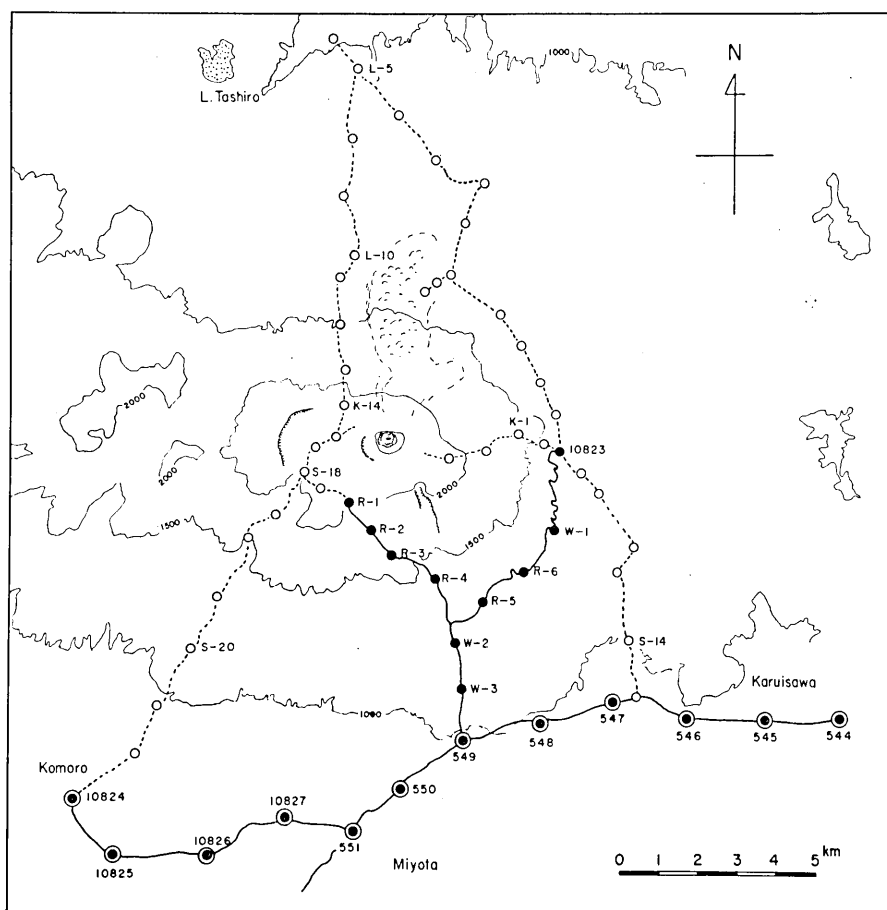 1000
L-5
N
L. Tashiro
L-10
2000
K-14
K-1
10823
2000
S-18
2000
R-1
1500
R-2
W-1
1500
R-3
R-4
R-6
R-5
S-20
W-2
S-14
W-3
Karuisawa
1000
547
546
545
544
548
549
Komoro
10824
550
10827
10826
551
10825
Miyota
0 1 2 3 4 5 km